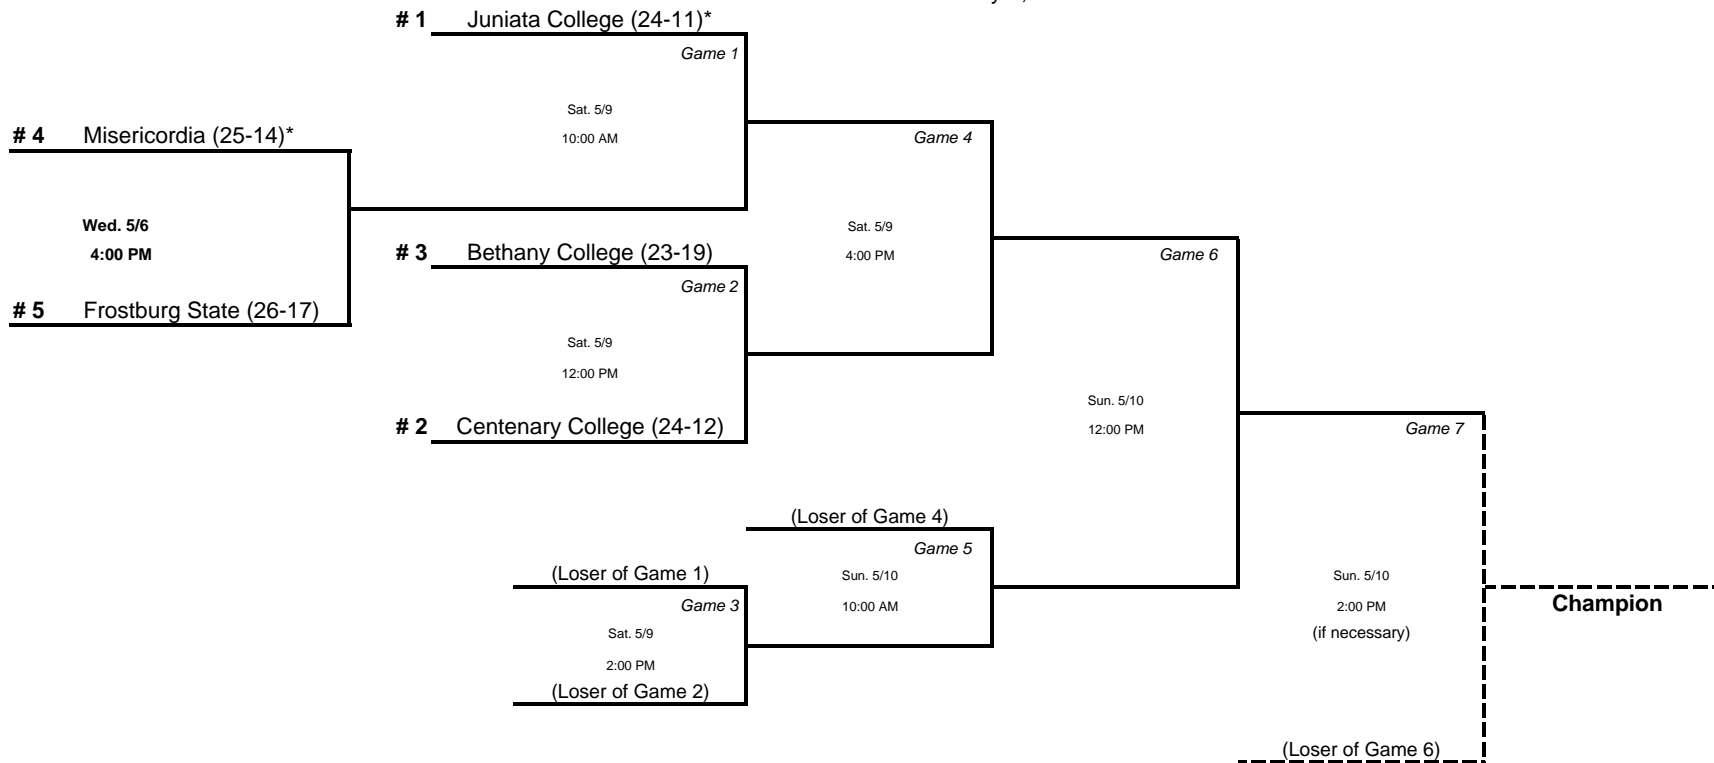 # 1 Juniata College (24-11)*
Game 1
Sat. 5/9
10:00 AM
# 4 Misericordia (25-14)*
Game 4
Wed. 5/6
4:00 PM
Sat. 5/9
4:00 PM
# 3 Bethany College (23-19)
Game 6
Game 2
# 5 Frostburg State (26-17)
Sat. 5/9
12:00 PM
Sun. 5/10
12:00 PM
# 2 Centenary College (24-12)
Game 7
(Loser of Game 4)
Game 5
(Loser of Game 1)
Sun. 5/10
10:00 AM
Game 3
Sat. 5/9
2:00 PM
(Loser of Game 2)
Sun. 5/10
2:00 PM
(if necessary)
Champion
(Loser of Game 6)